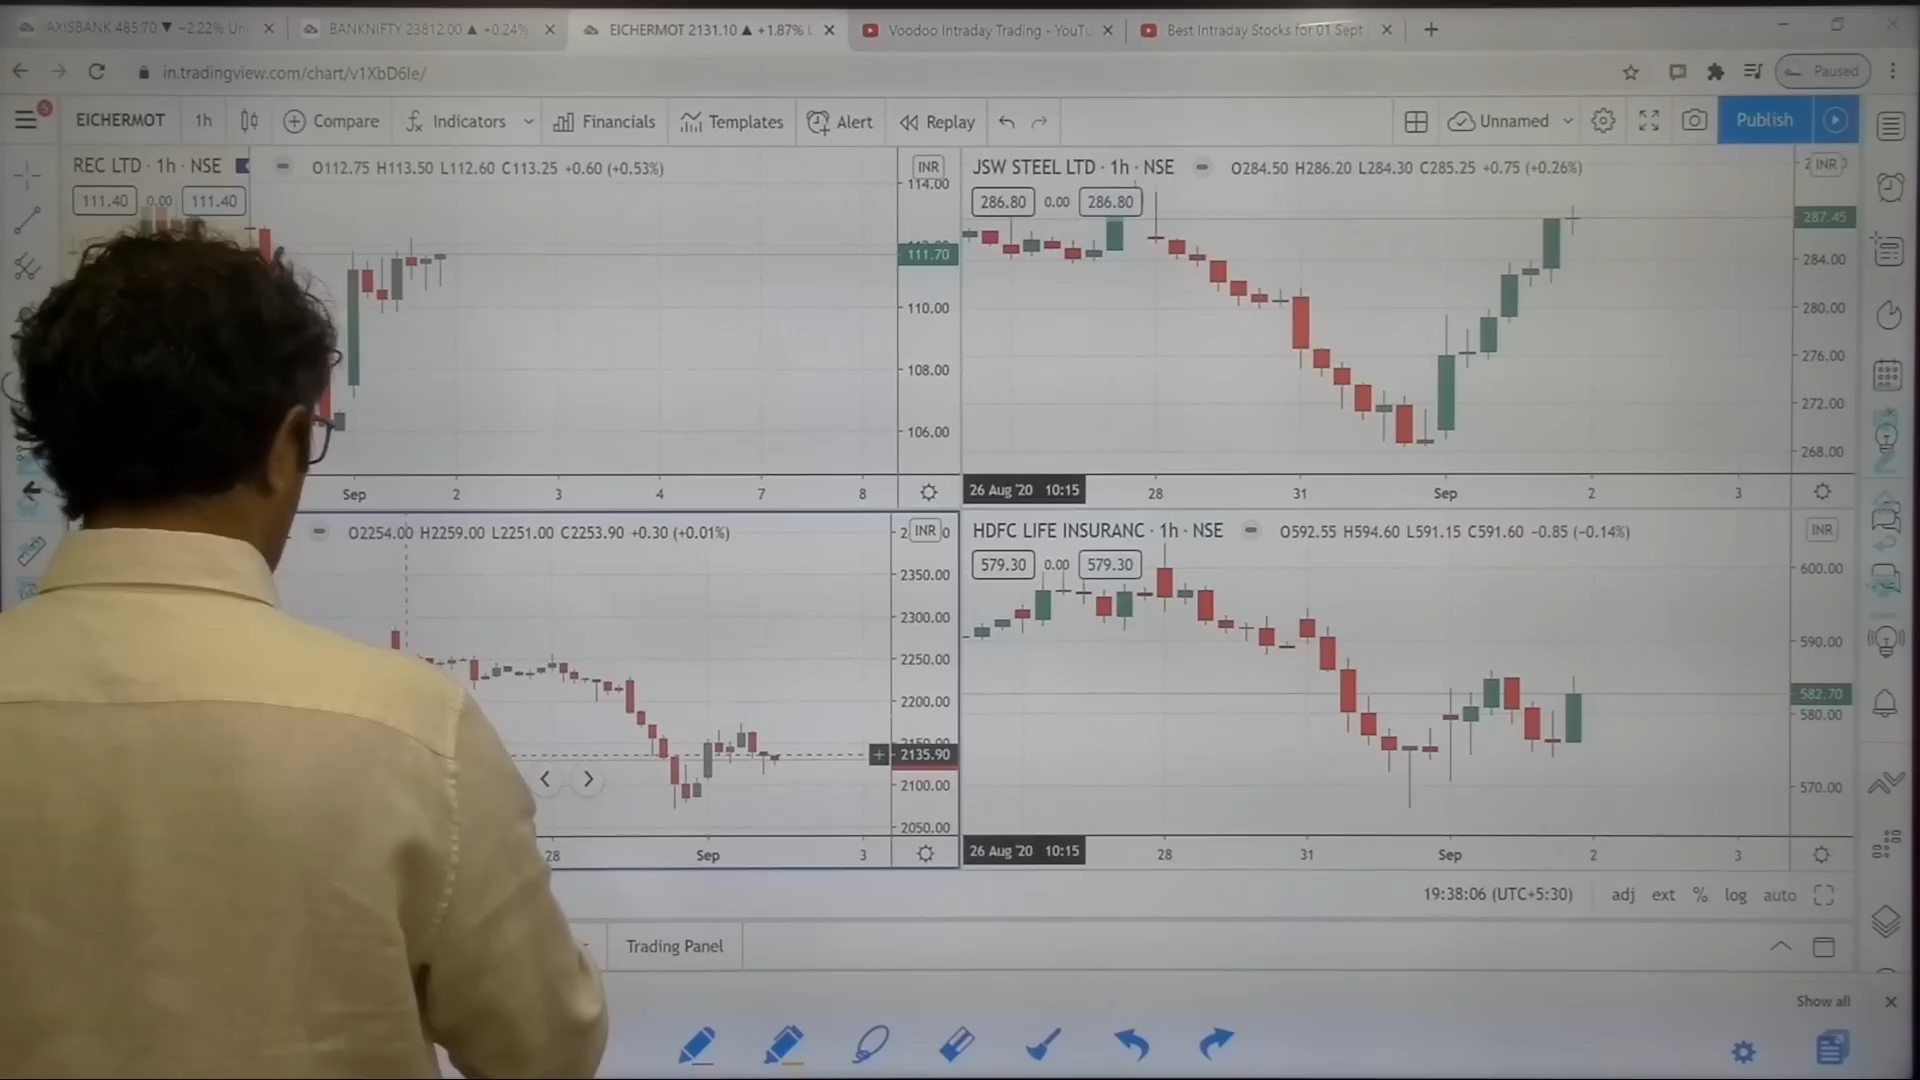 AXISBANK 485.70 ▼ −2.22% Un
BANKNIFTY 23812.00 ▲ +0.24%
EICHERMOT 2131.10 ▲ +1.87% U
Voodoo Intraday Trading - YouTu
Best Intraday Stocks for 01 Sept
in.tradingview.com/chart/v1XbD6Ie/
Paused
5
EICHERMOT 1h Compare Indicators Financials Templates Alert Replay
Unnamed Publish
REC LTD · 1h · NSE
O112.75 H113.50 L112.60 C113.25 +0.60 (+0.53%)
INR
111.40 0.00 111.40
114.00
111.70
110.00
108.00
106.00
Sep 2 3 4 7 8
JSW STEEL LTD · 1h · NSE
O284.50 H286.20 L284.30 C285.25 +0.75 (+0.26%)
INR
286.80 0.00 286.80
287.45
284.00
280.00
276.00
272.00
268.00
26 Aug '20 10:15 28 31 Sep 2 3
O2254.00 H2259.00 L2251.00 C2253.90 +0.30 (+0.01%)
INR
2350.00
2300.00
2250.00
2200.00
2135.90
2100.00
2050.00
28 Sep 3
HDFC LIFE INSURANC · 1h · NSE
O592.55 H594.60 L591.15 C591.60 −0.85 (−0.14%)
INR
579.30 0.00 579.30
600.00
590.00
582.70
580.00
570.00
26 Aug '20 10:15 28 31 Sep 2 3
19:38:06 (UTC+5:30) adj ext % log auto
Trading Panel
Show all